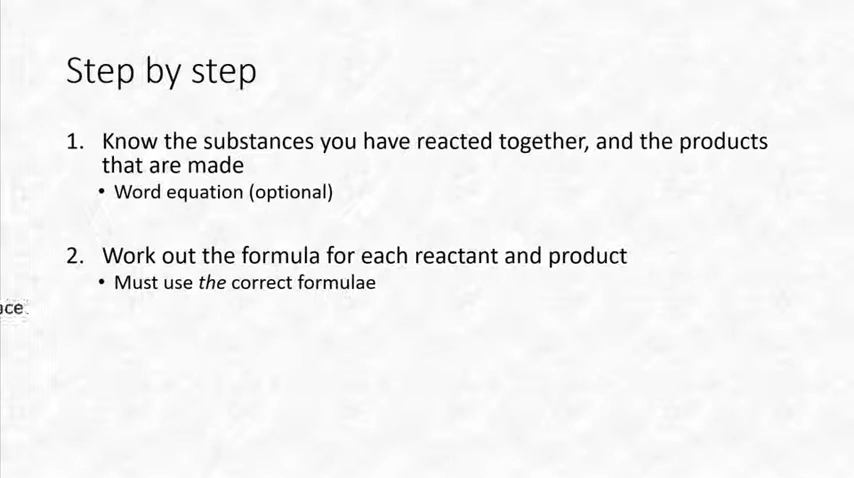 Step by step
1. Know the substances you have reacted together, and the products
that are made
• Word equation (optional)
2. Work out the formula for each reactant and product
• Must use the correct formulae